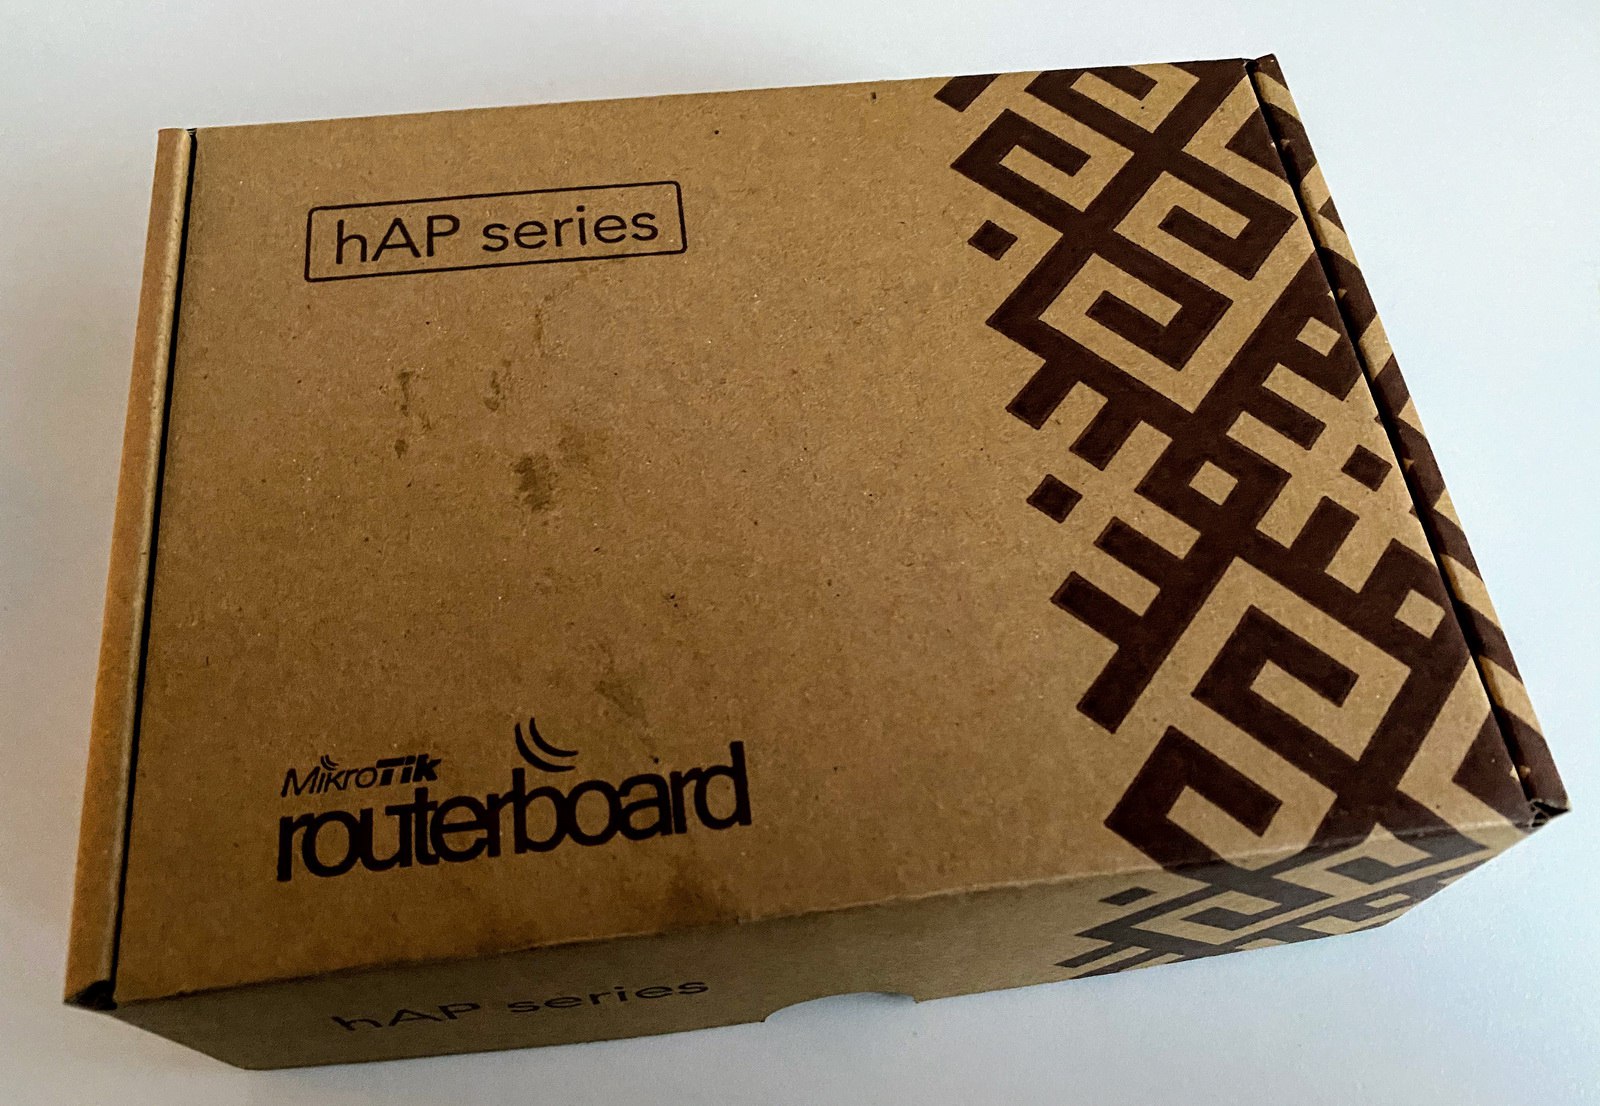 hAP series
MikroTik
routerboard
hAP series